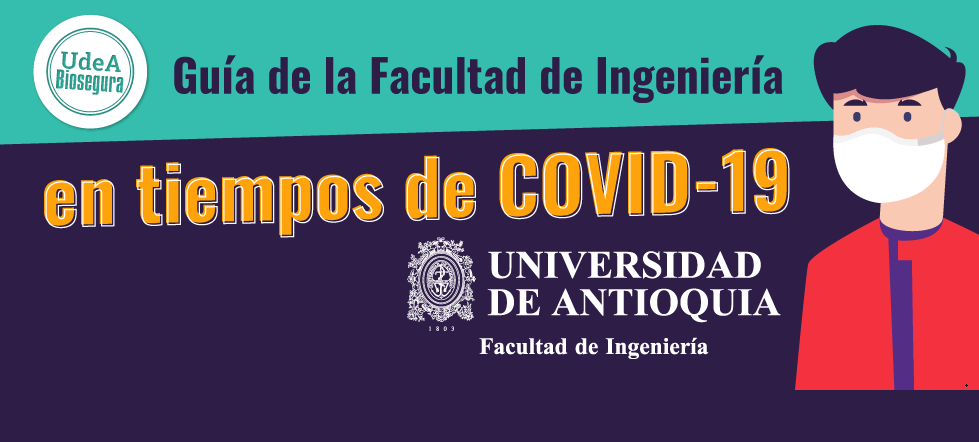 UdeA
Biosegura
Guía de la Facultad de Ingeniería
en tiempos de COVID-19
UNIVERSIDAD
DE ANTIOQUIA
1803
Facultad de Ingeniería